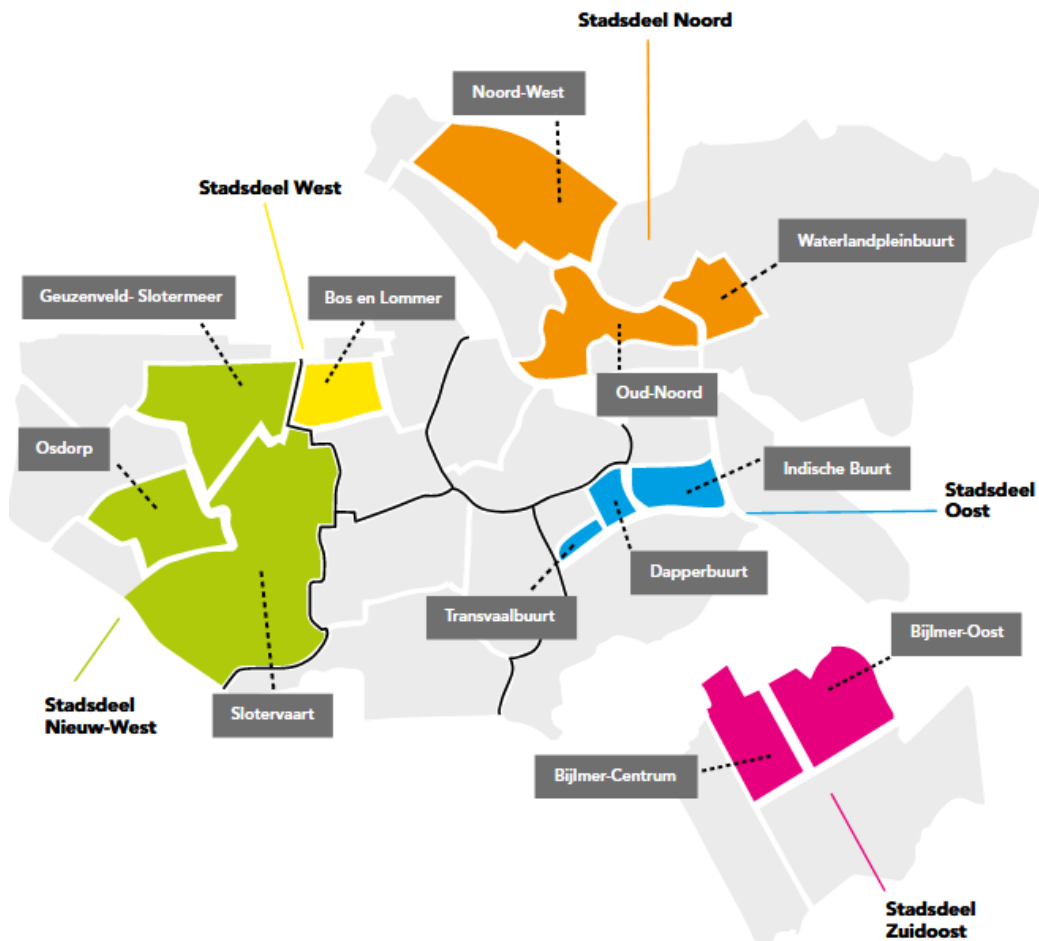 Stadsdeel Noord
Noord-West
Stadsdeel West
Waterlandpleinbuurt
Geuzenveld- Slotermeer
Bos en Lommer
Oud-Noord
Osdorp
Indische Buurt
Stadsdeel
Oost
Dapperbuurt
Transvaalbuurt
Bijlmer-Oost
Stadsdeel
Nieuw-West
Slotervaart
Bijlmer-Centrum
Stadsdeel
Zuidoost